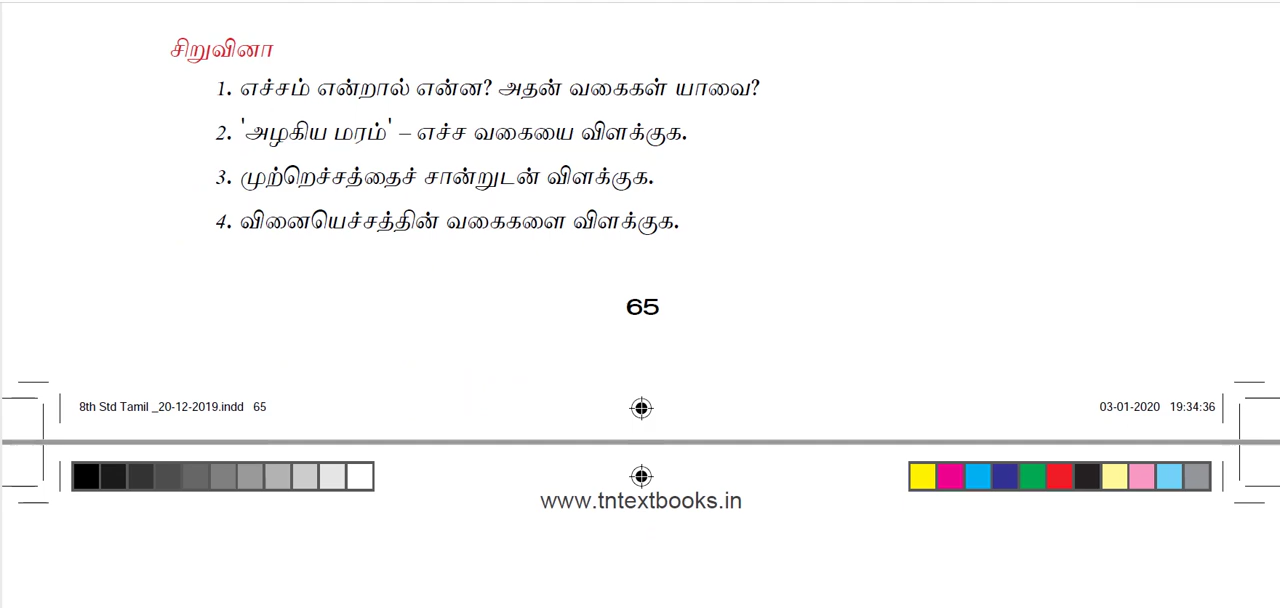 சிறுவினா
1. எச்சம் என்றால் என்ன? அதன் வகைகள் யாவை?
2. 'அழகிய மரம்' – எச்ச வகையை விளக்குக.
3. முற்றெச்சத்தைச் சான்றுடன் விளக்குக.
4. வினையெச்சத்தின் வகைகளை விளக்குக.
65
8th Std Tamil _20-12-2019.indd 65 03-01-2020 19:34:36
www.tntextbooks.in